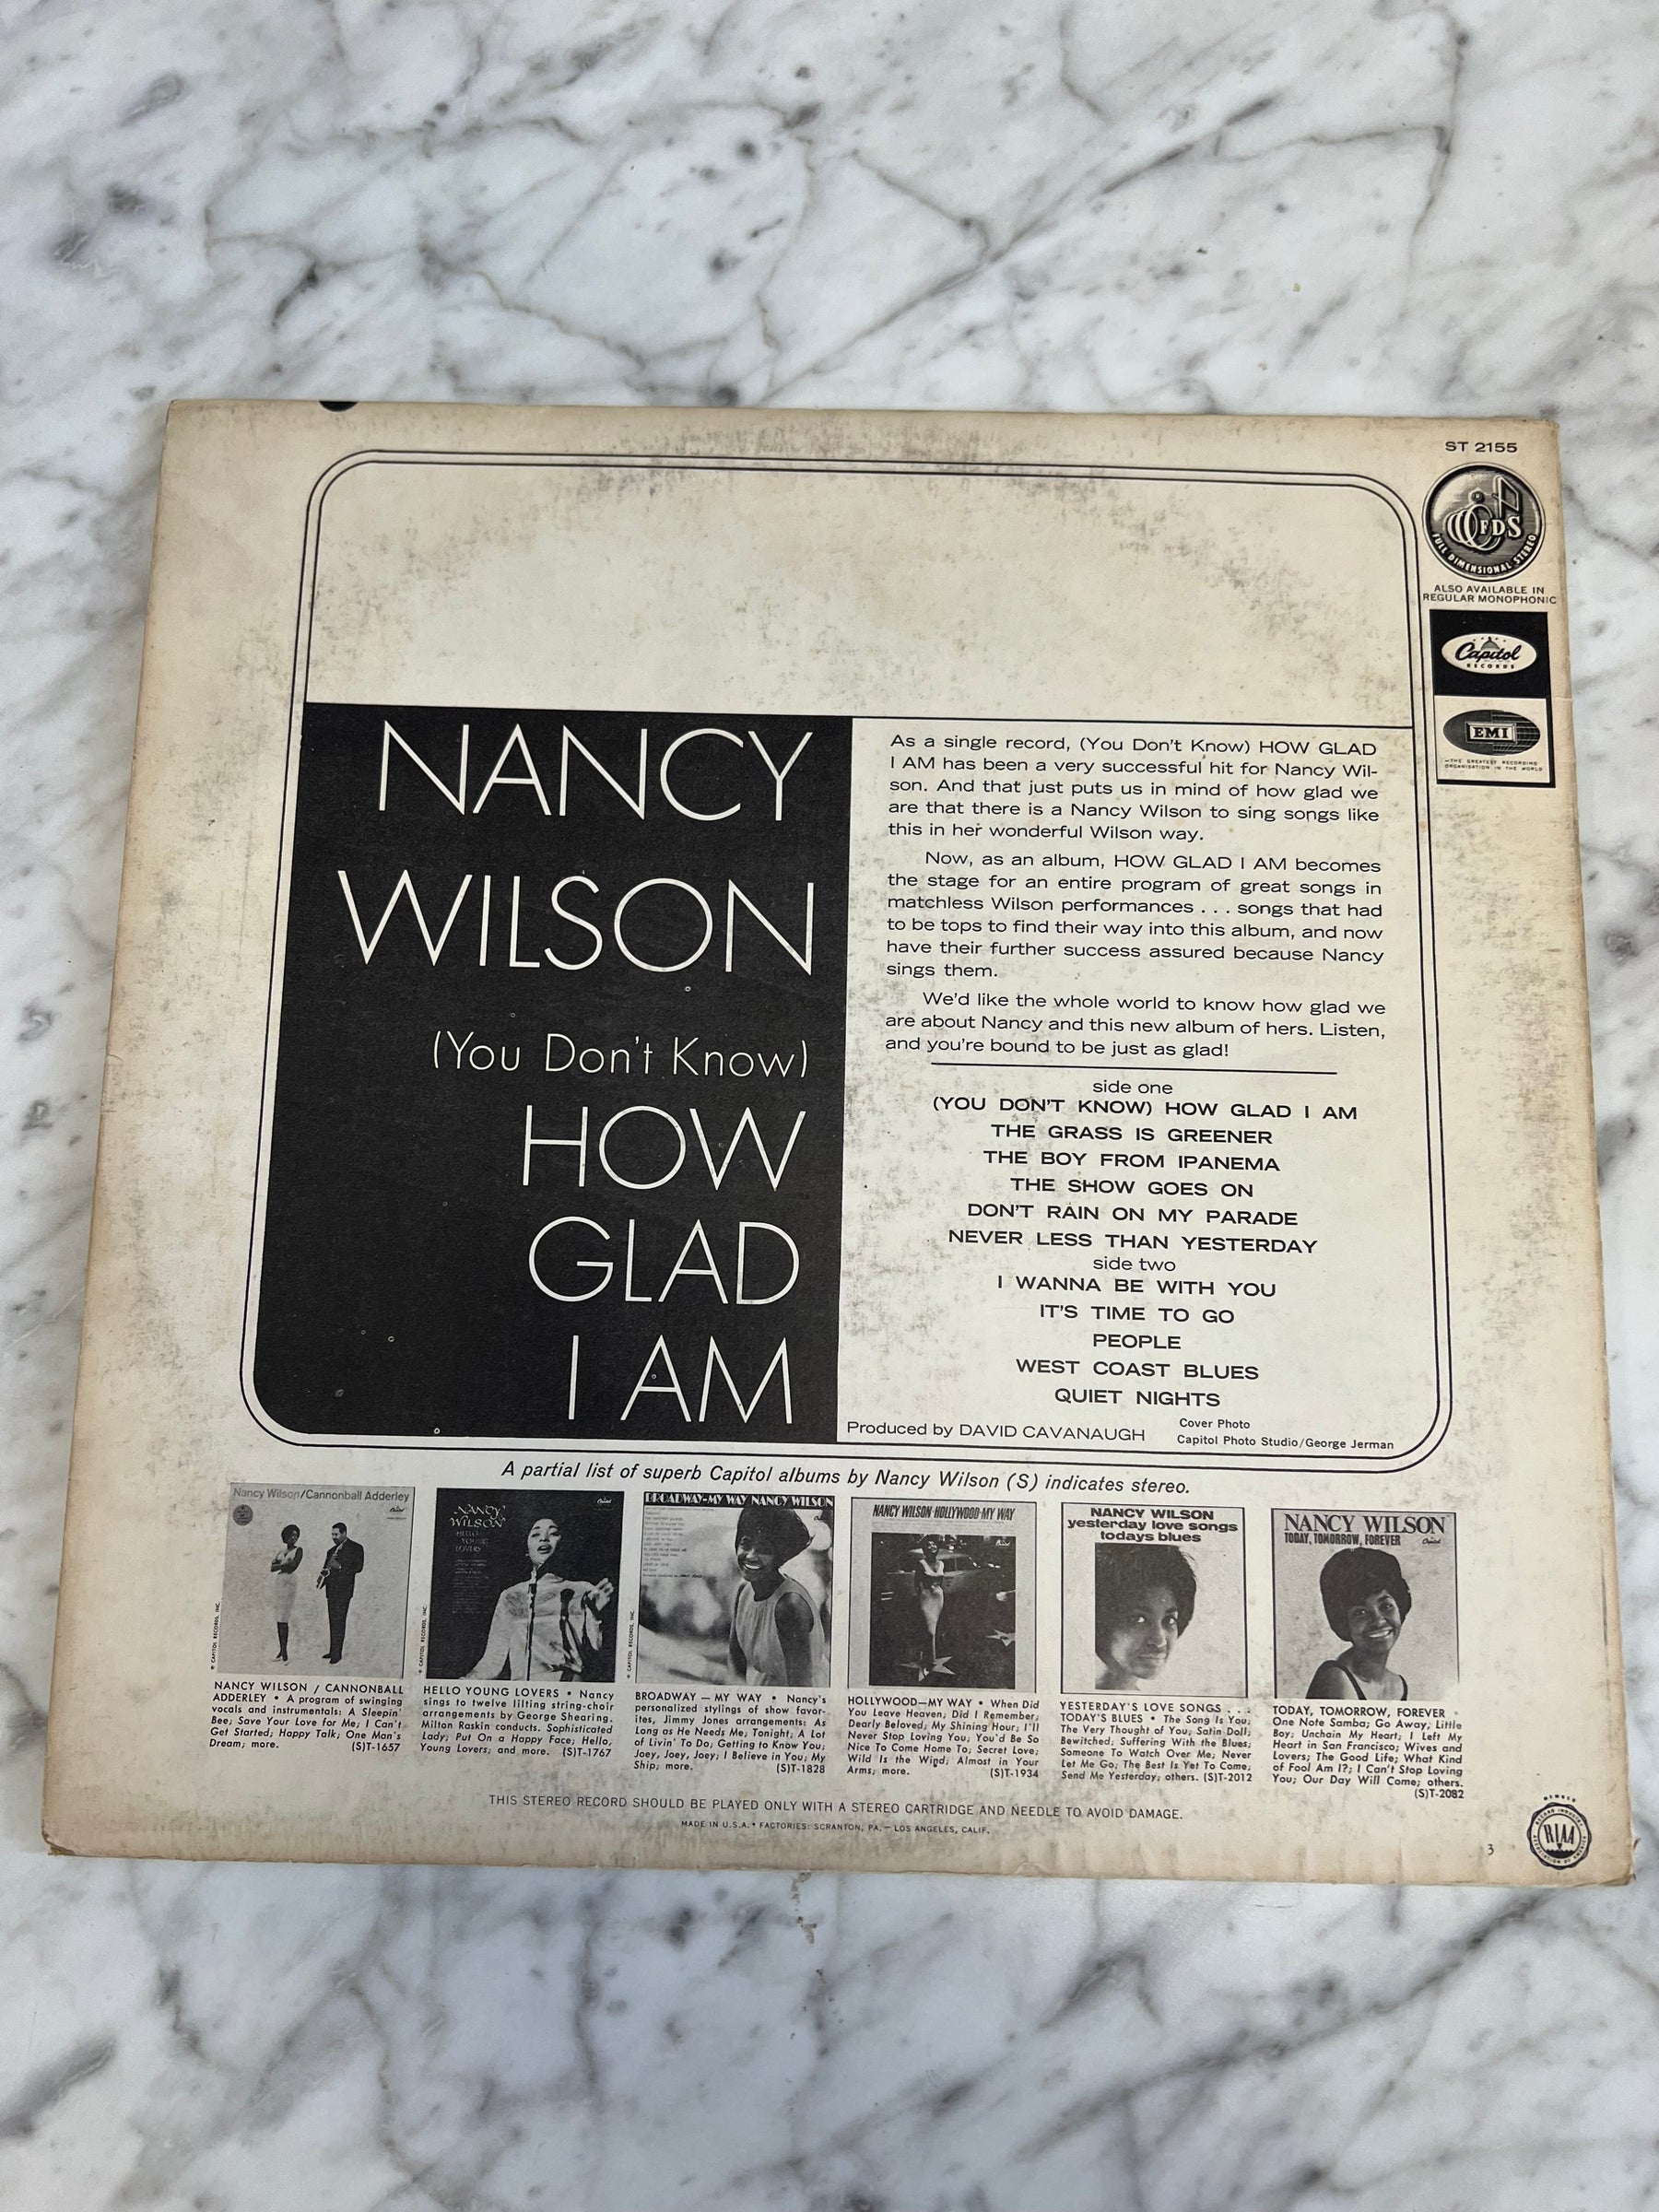 ST 2155
FDS
FULL DIMENSIONAL STEREO
ALSO AVAILABLE IN
REGULAR MONOPHONIC
Capitol
RECORDS
EMI
THE GREATEST RECORDING
ORGANISATION IN THE WORLD
NANCY
WILSON
(You Don't Know)
HOW
GLAD
I AM
As a single record, (You Don't Know) HOW GLAD
I AM has been a very successful hit for Nancy Wil-
son. And that just puts us in mind of how glad we
are that there is a Nancy Wilson to sing songs like
this in her wonderful Wilson way.
Now, as an album, HOW GLAD I AM becomes
the stage for an entire program of great songs in
matchless Wilson performances . . . songs that had
to be tops to find their way into this album, and now
have their further success assured because Nancy
sings them.
We'd like the whole world to know how glad we
are about Nancy and this new album of hers. Listen,
and you're bound to be just as glad!
side one
(YOU DON'T KNOW) HOW GLAD I AM
THE GRASS IS GREENER
THE BOY FROM IPANEMA
THE SHOW GOES ON
DON'T RAIN ON MY PARADE
NEVER LESS THAN YESTERDAY
side two
I WANNA BE WITH YOU
IT'S TIME TO GO
PEOPLE
WEST COAST BLUES
QUIET NIGHTS
Produced by DAVID CAVANAUGH
Cover Photo
Capitol Photo Studio/George Jerman
A partial list of superb Capitol albums by Nancy Wilson (S) indicates stereo.
Nancy Wilson/Cannonball Adderley
© CAPITOL RECORDS, INC.
NANCY WILSON / CANNONBALL
ADDERLEY • A program of swinging
vocals and instrumentals: A Sleepin'
Bee; Save Your Love for Me; I Can't
Get Started; Happy Talk; One Man's
Dream; more. (S)T-1657
NANCY
WILSON
HELLO
YOUNG
LOVERS
© CAPITOL RECORDS, INC.
HELLO YOUNG LOVERS • Nancy
sings to twelve lilting string-choir
arrangements by George Shearing.
Milton Raskin conducts. Sophisticated
Lady; Put On a Happy Face; Hello,
Young Lovers; and more. (S)T-1767
BROADWAY-MY WAY NANCY WILSON
© CAPITOL RECORDS, INC.
BROADWAY — MY WAY • Nancy's
personalized stylings of show favor-
ites, Jimmy Jones arrangements: As
Long as He Needs Me; Tonight; A Lot
of Livin' To Do; Getting to Know You;
Joey, Joey, Joey; I Believe in You; My
Ship; more. (S)T-1828
NANCY WILSON·HOLLYWOOD·MY WAY
HOLLYWOOD—MY WAY • When Did
You Leave Heaven; Did I Remember;
Dearly Beloved; My Shining Hour; I'll
Never Stop Loving You; You'd Be So
Nice To Come Home To; Secret Love;
Wild Is the Wind; Almost in Your
Arms; more. (S)T-1934
NANCY WILSON
yesterday love songs
todays blues
YESTERDAY'S LOVE SONGS . . .
TODAY'S BLUES • The Song Is You;
The Very Thought of You; Satin Doll;
Bewitched; Suffering With the Blues;
Someone To Watch Over Me; Never
Let Me Go; The Best Is Yet To Come;
Send Me Yesterday; others. (S)T-2012
NANCY WILSON
TODAY, TOMORROW, FOREVER
Capitol
TODAY, TOMORROW, FOREVER •
One Note Samba; Go Away, Little
Boy; Unchain My Heart; I Left My
Heart in San Francisco; Wives and
Lovers; The Good Life; What Kind
of Fool Am I?; I Can't Stop Loving
You; Our Day Will Come; others.
(S)T-2082
THIS STEREO RECORD SHOULD BE PLAYED ONLY WITH A STEREO CARTRIDGE AND NEEDLE TO AVOID DAMAGE.
MADE IN U.S.A. • FACTORIES: SCRANTON, PA. — LOS ANGELES, CALIF.
3
MEMBER
RECORD INDUSTRY ASSOCIATION OF AMERICA
RIAA